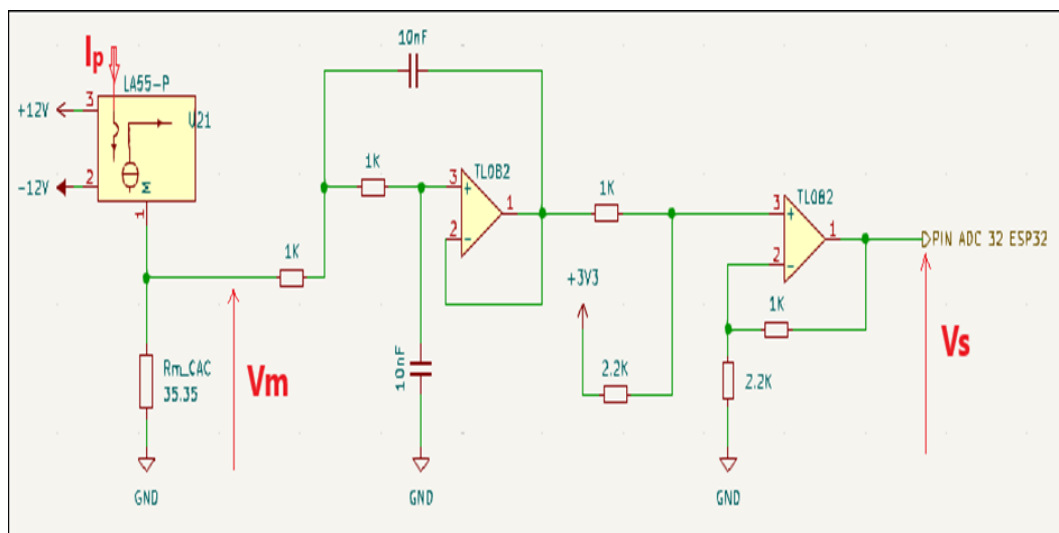 10nF
Ip
LA55-P
+12V
3
U21
1K
3
TL082
1
1K
3
TL082
1
PIN ADC 32 ESP32
-12V
2
M
1
2
+3V3
2
1K
1K
Vs
Rm_CAC
35.35
Vm
10nF
2.2K
2.2K
GND
GND
GND
+
-
+
-